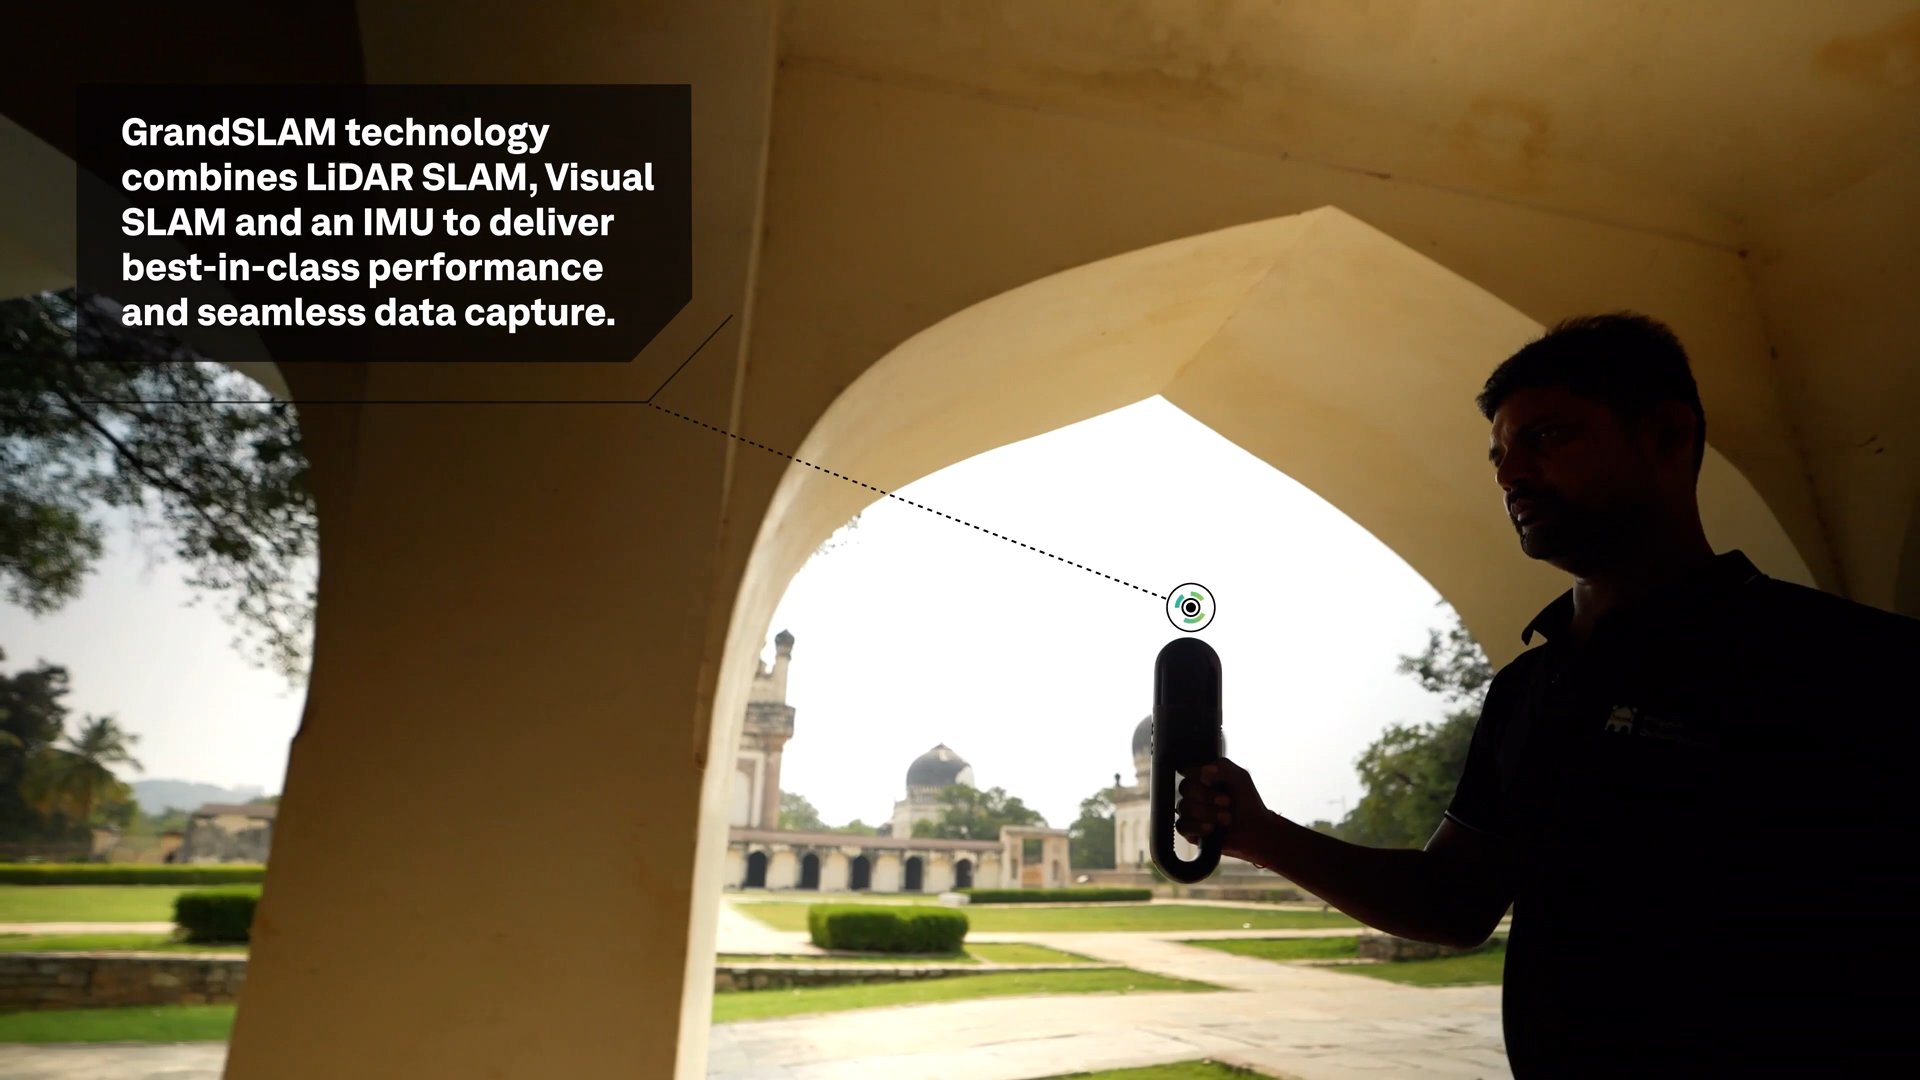 GrandSLAM technology
combines LiDAR SLAM, Visual
SLAM and an IMU to deliver
best-in-class performance
and seamless data capture.